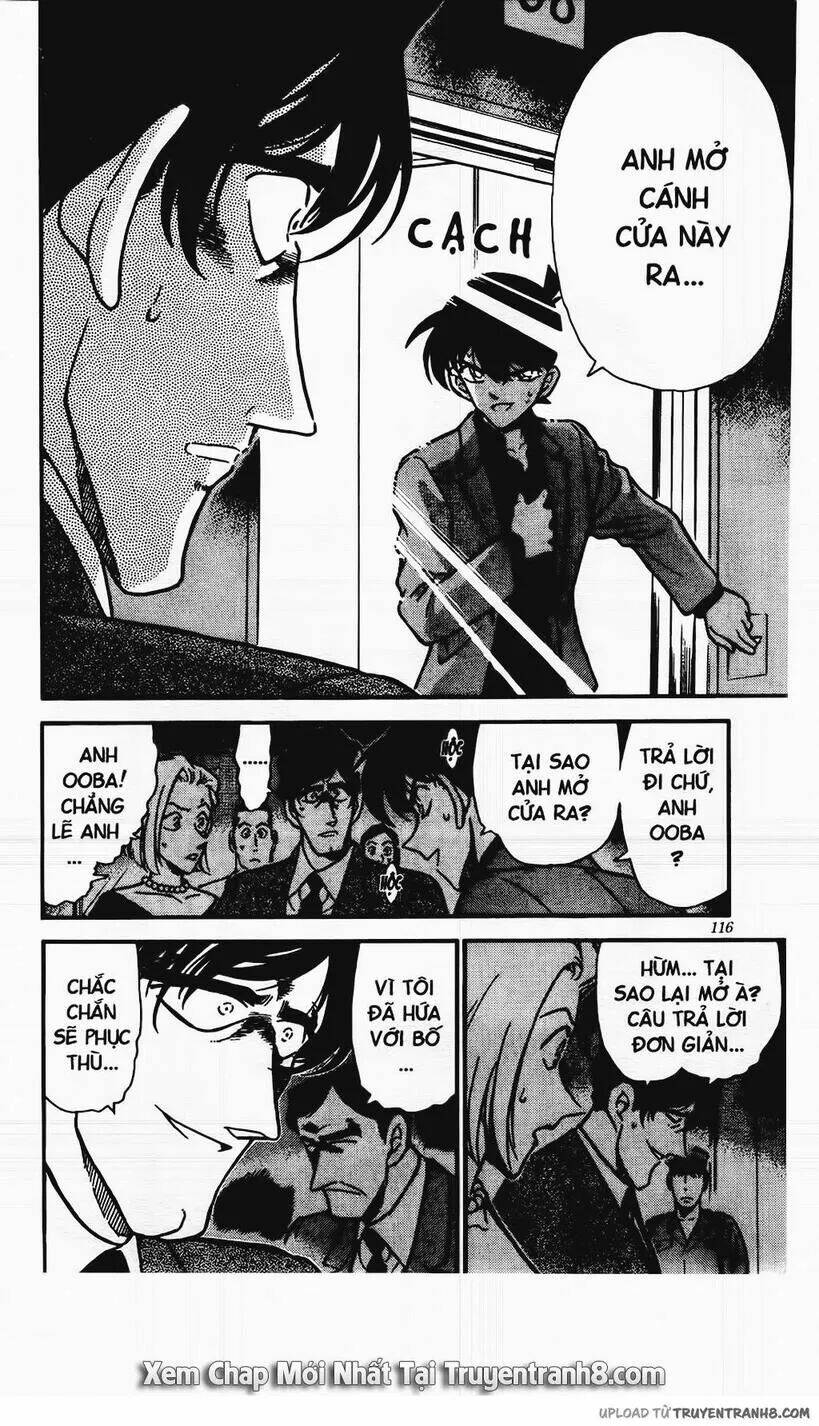 08
ANH MỞ
CÁNH
CỬA NÀY
RA...
CẠCH
TRẢ LỜI
ĐI CHỨ,
ANH
OOBA
?
TẠI SAO
ANH MỞ
CỬA RA?
HỘC
HỘC
......
ANH
OOBA!
CHẲNG
LẼ ANH
...
116
HỪM... TẠI
SAO LẠI MỞ À?
CÂU TRẢ LỜI
ĐƠN GIẢN...
VÌ TÔI
ĐÃ HỨA
VỚI BỐ
...
CHẮC
CHẮN
SẼ PHỤC
THÙ...
Xem Chap Mới Nhất Tại Truyentranh8.com
UPLOAD TỪ TRUYENTRANH8.COM